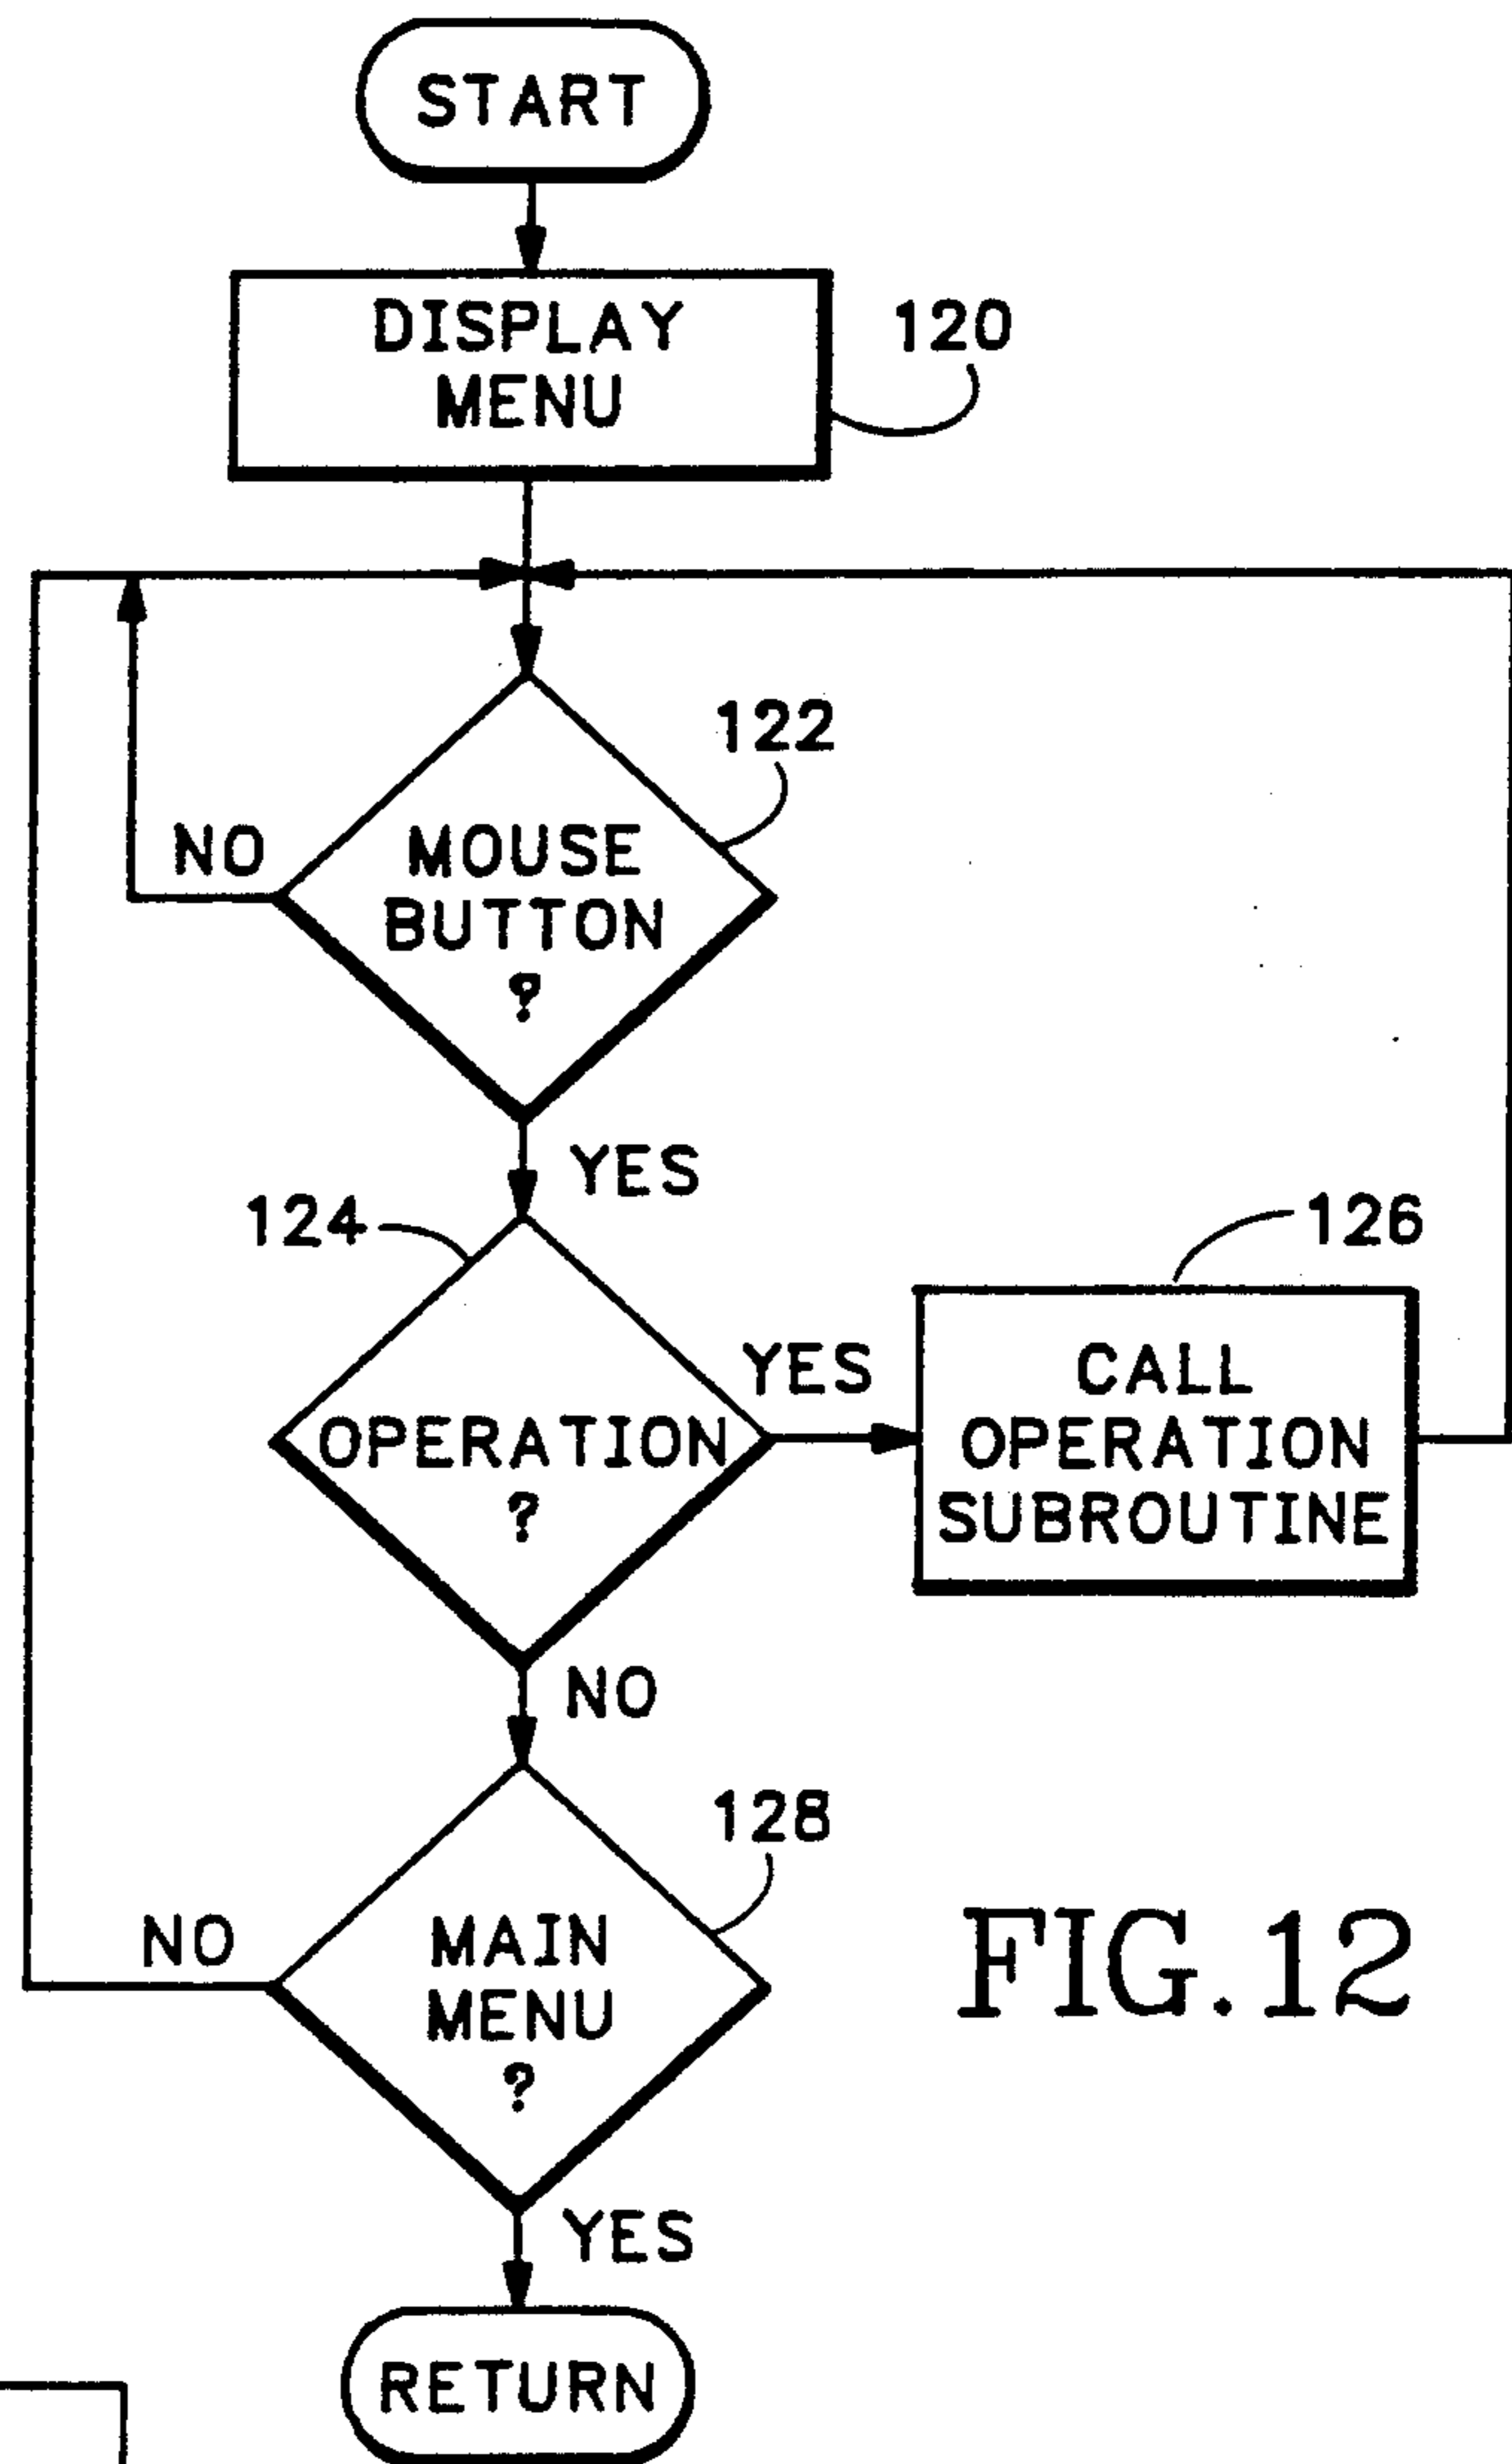 START
DISPLAY
MENU
120
122
NO
MOUSE
BUTTON
?
YES
124
126
YES
OPERATION
?
CALL
OPERATION
SUBROUTINE
NO
128
NO
MAIN
MENU
?
FIG.12
YES
RETURN